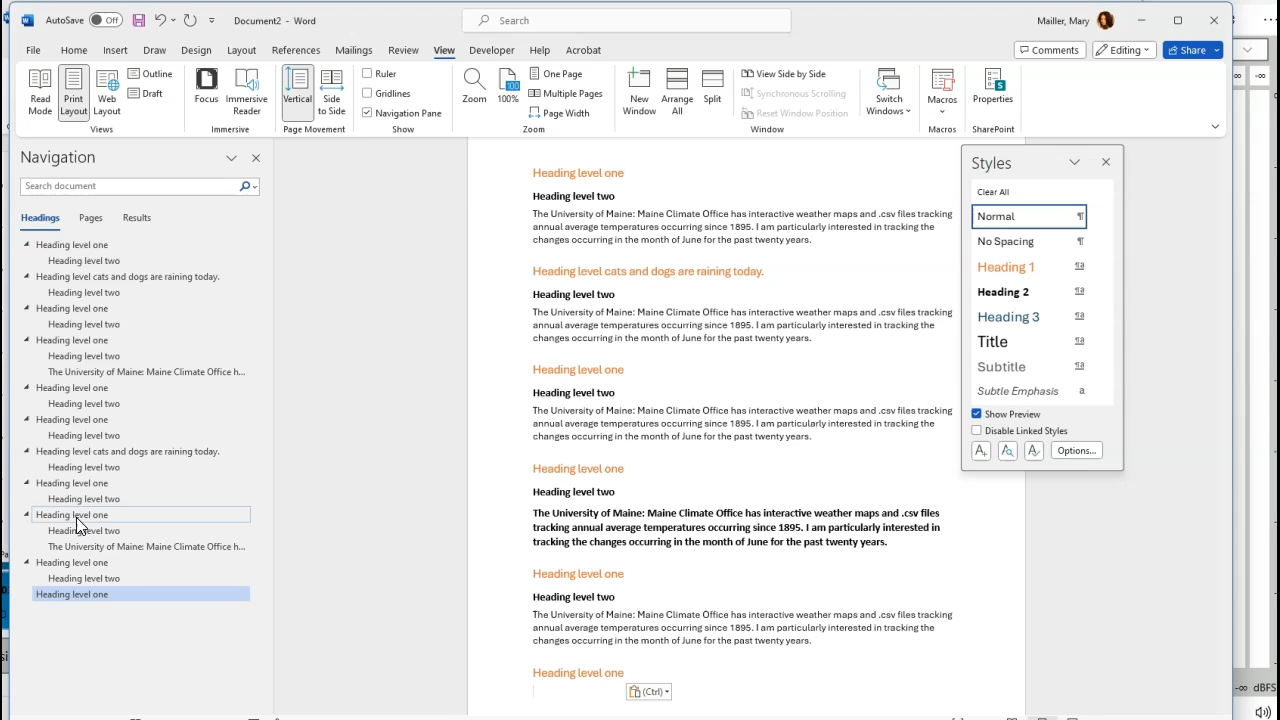 AutoSave Off Document2 - Word Search Mailler, Mary
File Home Insert Draw Design Layout References Mailings Review View Developer Help Acrobat Comments Editing Share
Read Mode Print Layout Web Layout Outline Draft Focus Immersive Reader Vertical Side to Side Ruler Gridlines Navigation Pane Zoom 100% One Page Multiple Pages Page Width New Window Arrange All Split View Side by Side Synchronous Scrolling Reset Window Position Switch Windows Macros Properties
Views Immersive Page Movement Show Zoom Window Macros SharePoint
Navigation
Search document
Headings Pages Results
Heading level one
Heading level two
Heading level cats and dogs are raining today.
Heading level two
Heading level one
Heading level two
Heading level one
Heading level two
The University of Maine: Maine Climate Office h...
Heading level one
Heading level two
Heading level one
Heading level two
Heading level cats and dogs are raining today.
Heading level two
Heading level one
Heading level two
Heading level one
Heading level two
The University of Maine: Maine Climate Office h...
Heading level one
Heading level two
Heading level one
Heading level one
Heading level two
The University of Maine: Maine Climate Office has interactive weather maps and .csv files tracking
annual average temperatures occurring since 1895. I am particularly interested in tracking the
changes occurring in the month of June for the past twenty years.
Heading level cats and dogs are raining today.
Heading level two
The University of Maine: Maine Climate Office has interactive weather maps and .csv files tracking
annual average temperatures occurring since 1895. I am particularly interested in tracking the
changes occurring in the month of June for the past twenty years.
Heading level one
Heading level two
The University of Maine: Maine Climate Office has interactive weather maps and .csv files tracking
annual average temperatures occurring since 1895. I am particularly interested in tracking the
changes occurring in the month of June for the past twenty years.
Heading level one
Heading level two
The University of Maine: Maine Climate Office has interactive weather maps and .csv files
tracking annual average temperatures occurring since 1895. I am particularly interested in
tracking the changes occurring in the month of June for the past twenty years.
Heading level one
Heading level two
The University of Maine: Maine Climate Office has interactive weather maps and .csv files tracking
annual average temperatures occurring since 1895. I am particularly interested in tracking the
changes occurring in the month of June for the past twenty years.
Heading level one
(Ctrl)
Styles
Clear All
Normal ¶
No Spacing ¶
Heading 1 ¶a
Heading 2 ¶a
Heading 3 ¶a
Title ¶a
Subtitle ¶a
Subtle Emphasis a
Show Preview
Disable Linked Styles
Options...
-∞ -∞
-∞ dBFS